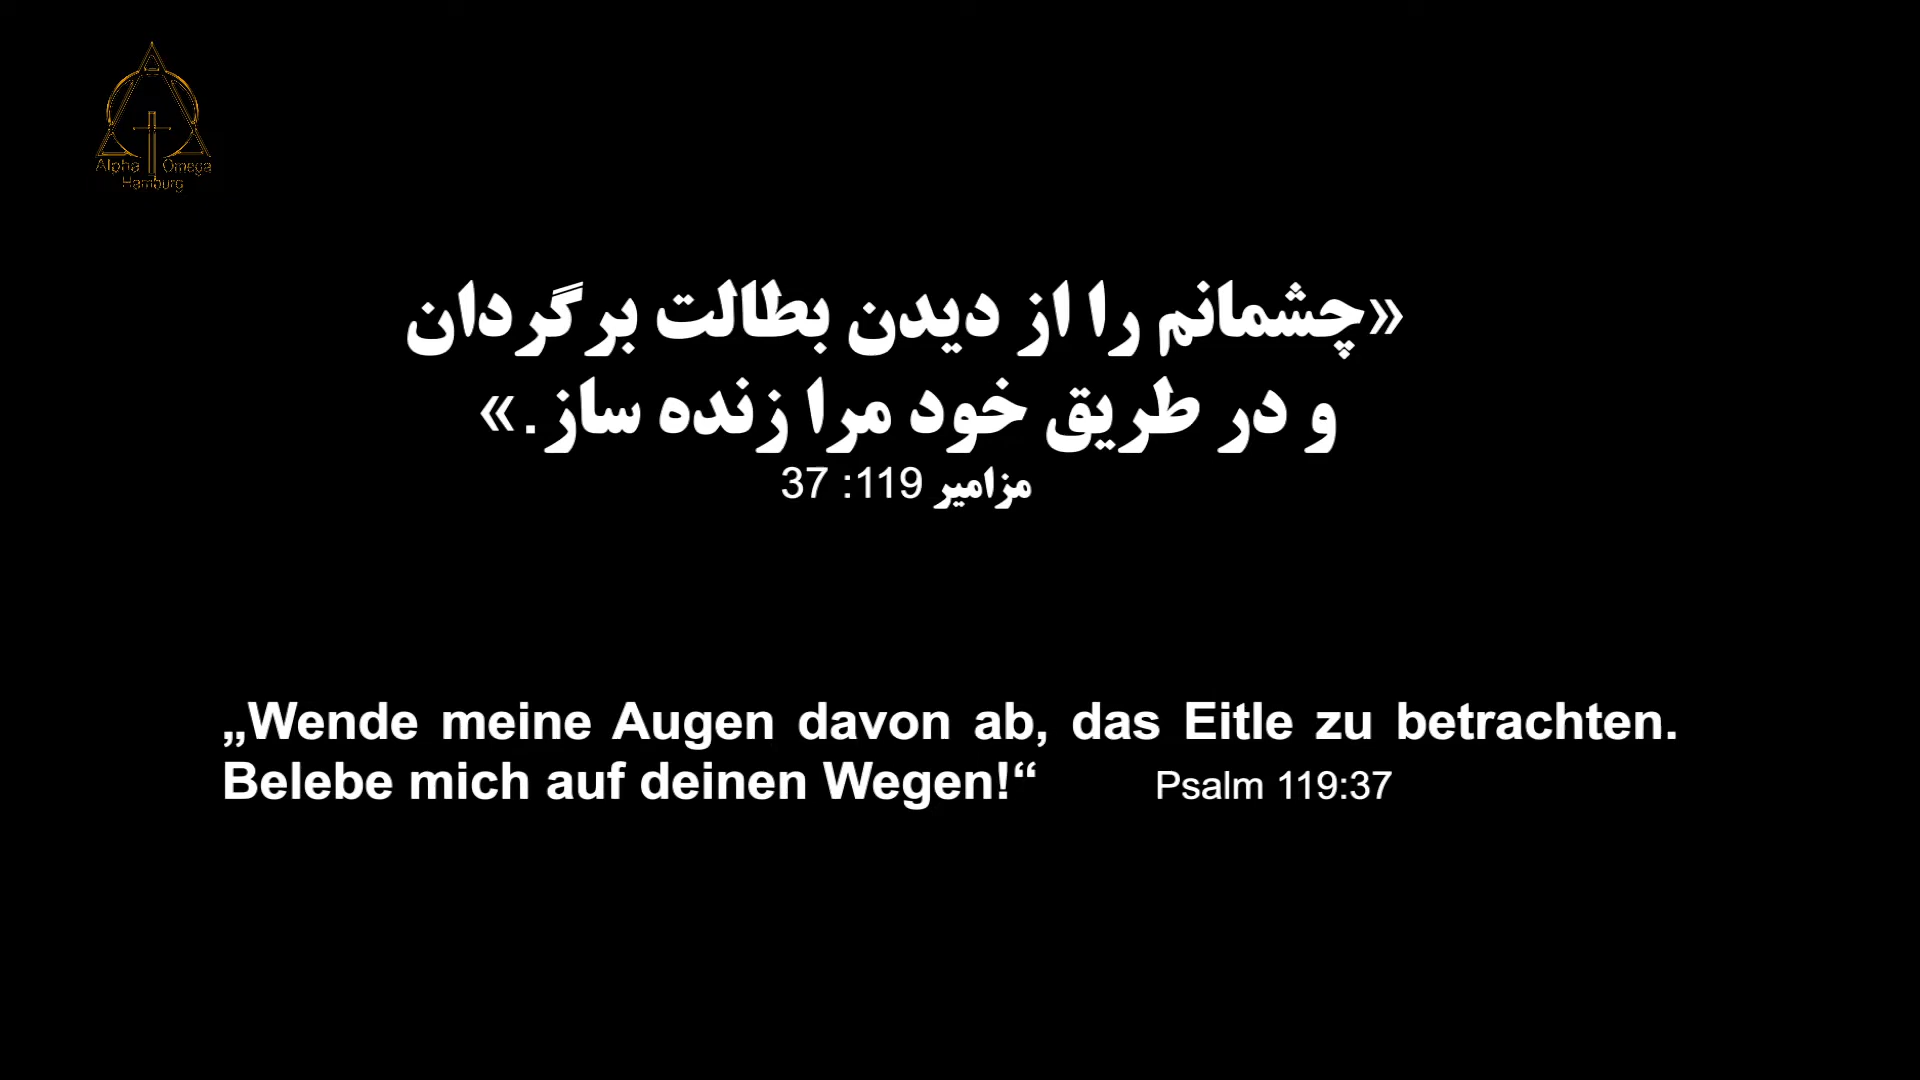 Alpha Omega
Hamburg
«چشمانم را از دیدن بطالت برگردان
و در طریق خود مرا زنده ساز.»
مزامیر 119: 37
„Wende meine Augen davon ab, das Eitle zu betrachten.
Belebe mich auf deinen Wegen!“ Psalm 119:37